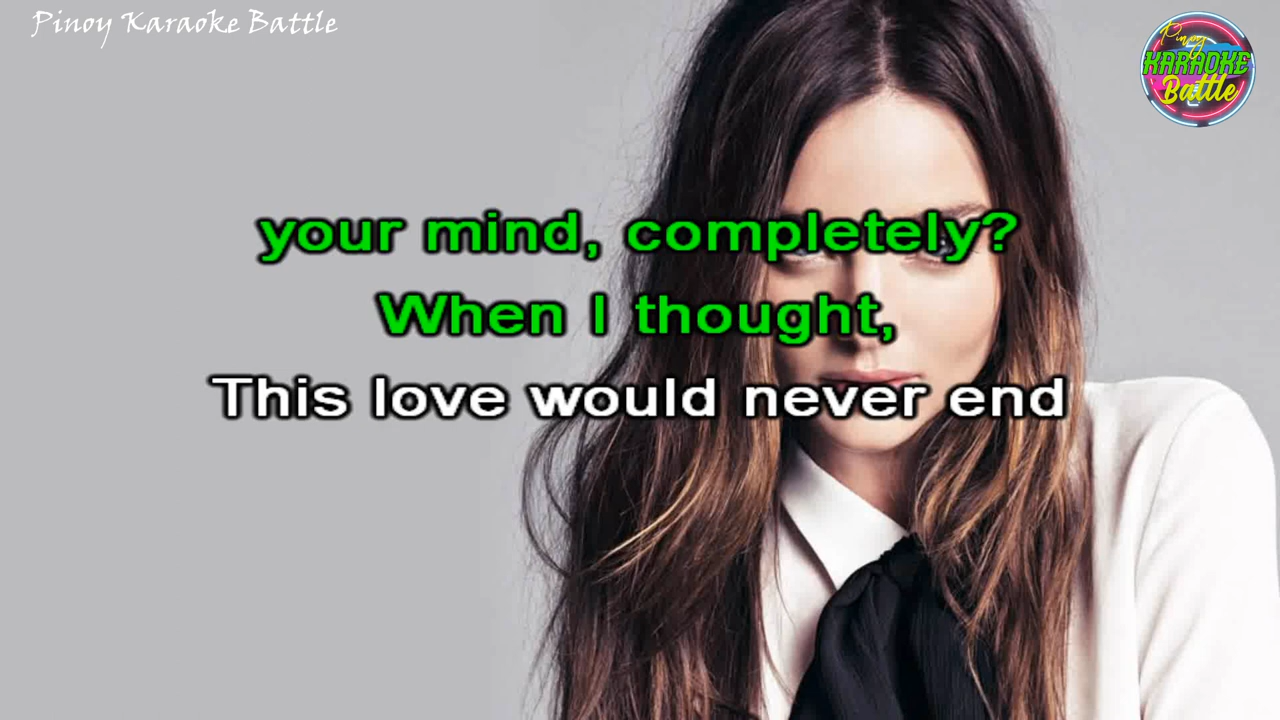 Pinoy Karaoke Battle
Pinoy
KARAOKE
Battle
your mind, completely?
When I thought,
This love would never end